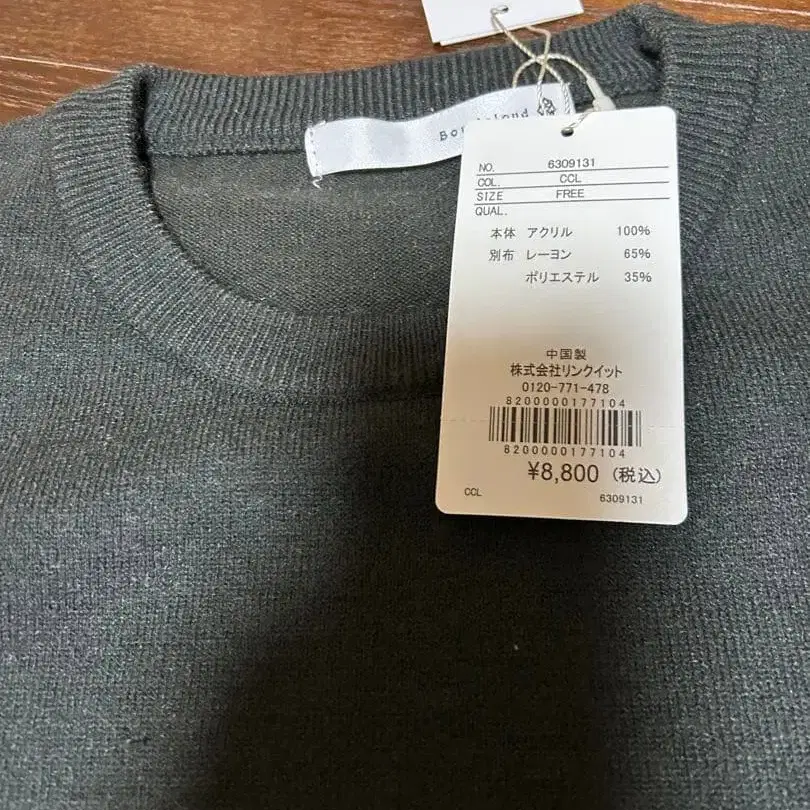 NO. 6309131
COL. CCL
SIZE FREE
QUAL.
本体 アクリル 100%
別布 レーヨン 65%
ポリエステル 35%
中国製
株式会社リンクイット
0120-771-478
8200000177104
8200000177104
¥8,800 (税込)
CCL 6309131